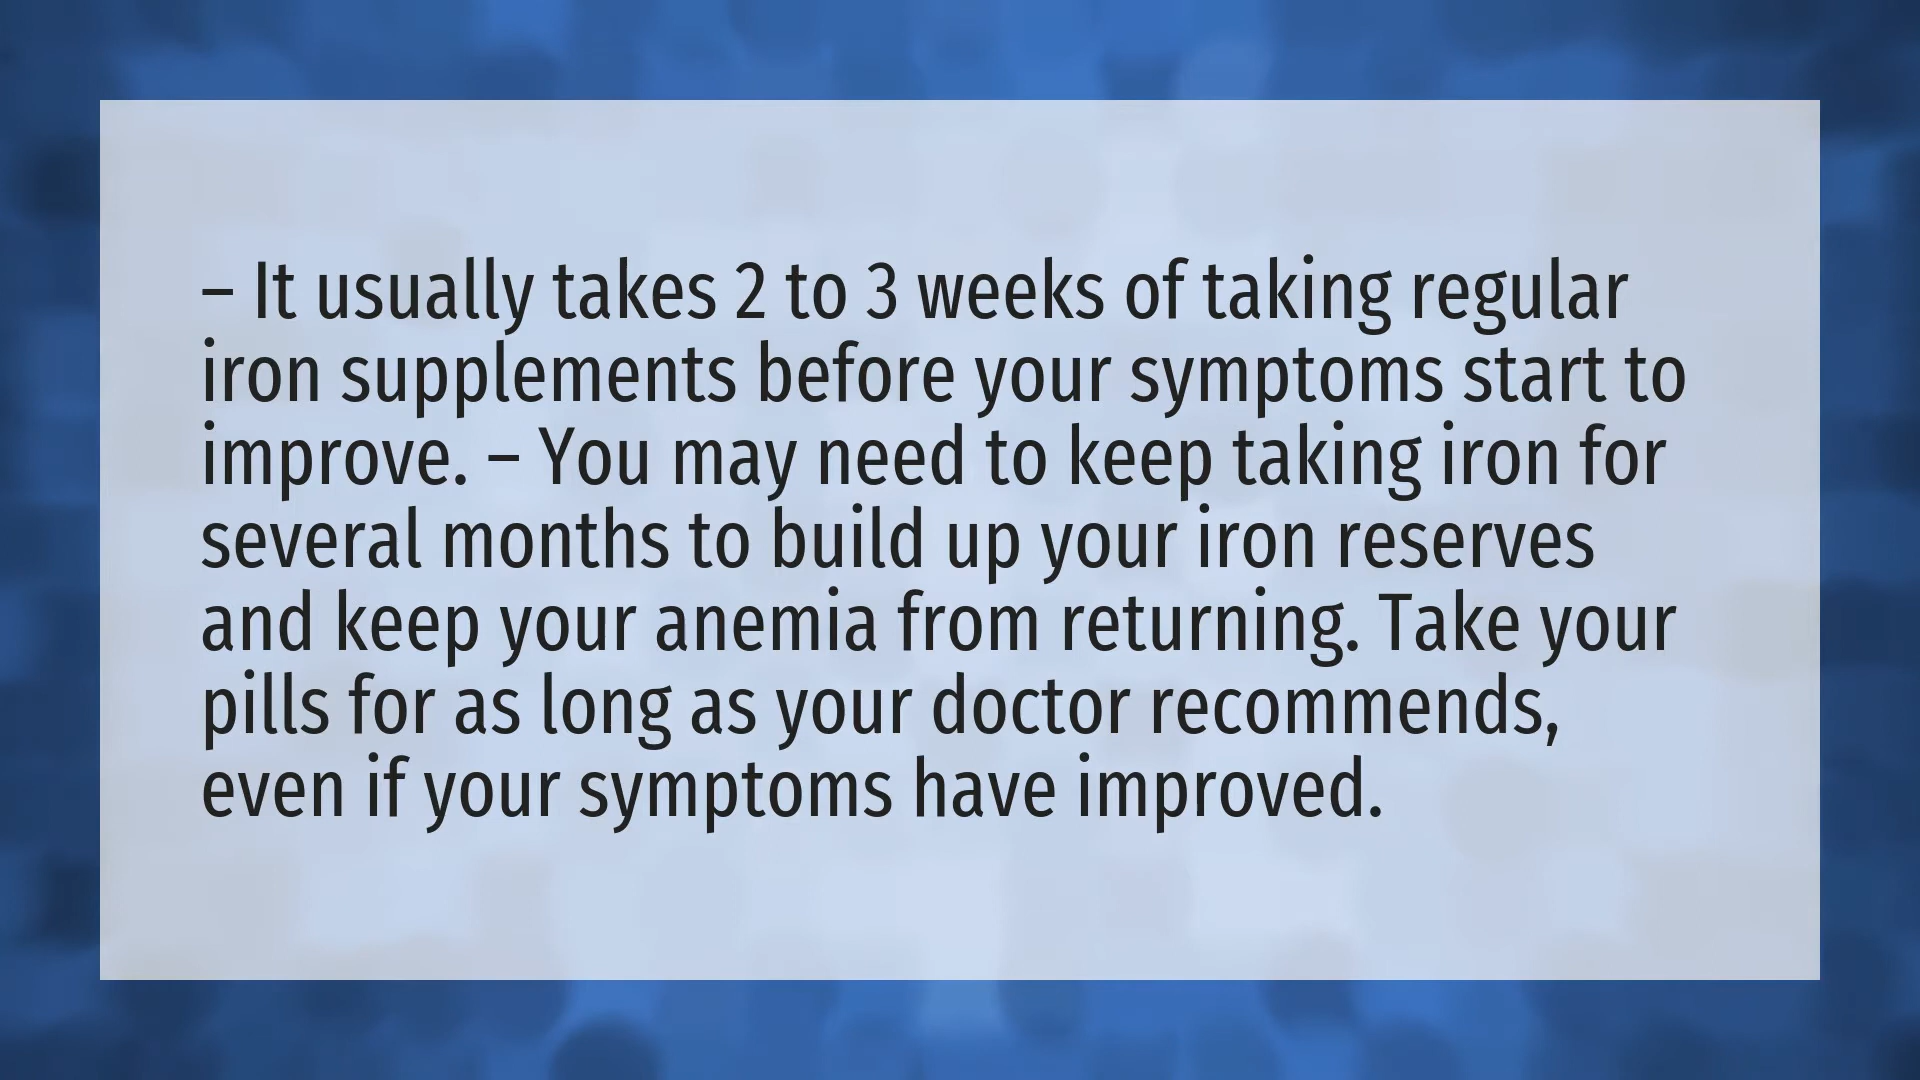 – It usually takes 2 to 3 weeks of taking regular
iron supplements before your symptoms start to
improve. – You may need to keep taking iron for
several months to build up your iron reserves
and keep your anemia from returning. Take your
pills for as long as your doctor recommends,
even if your symptoms have improved.